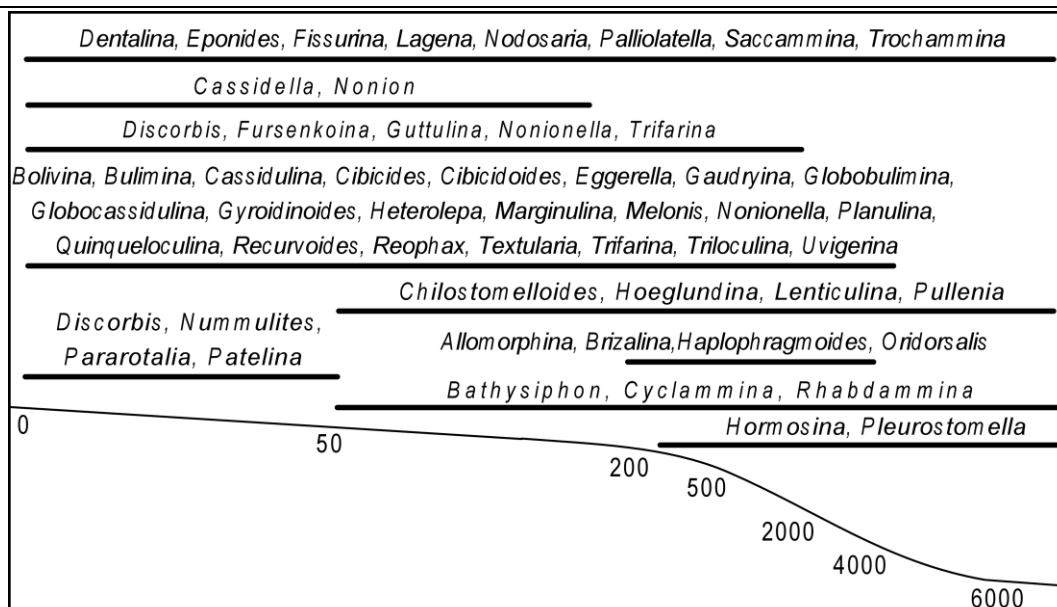 Dentalina, Eponides, Fissurina, Lagena, Nodosaria, Palliolatella, Saccammina, Trochammina
Cassidella, Nonion
Discorbis, Fursenkoina, Guttulina, Nonionella, Trifarina
Bolivina, Bulimina, Cassidulina, Cibicides, Cibicidoides, Eggerella, Gaudryina, Globobulimina,
Globocassidulina, Gyroidinoides, Heterolepa, Marginulina, Melonis, Nonionella, Planulina,
Quinqueloculina, Recurvoides, Reophax, Textularia, Trifarina, Triloculina, Uvigerina
Chilostomelloides, Hoeglundina, Lenticulina, Pullenia
Discorbis, Nummulites,
Pararotalia, Patelina
Allomorphina, Brizalina,Haplophragmoides, Oridorsalis
Bathysiphon, Cyclammina, Rhabdammina
Hormosina, Pleurostomella
0
50
200
500
2000
4000
6000